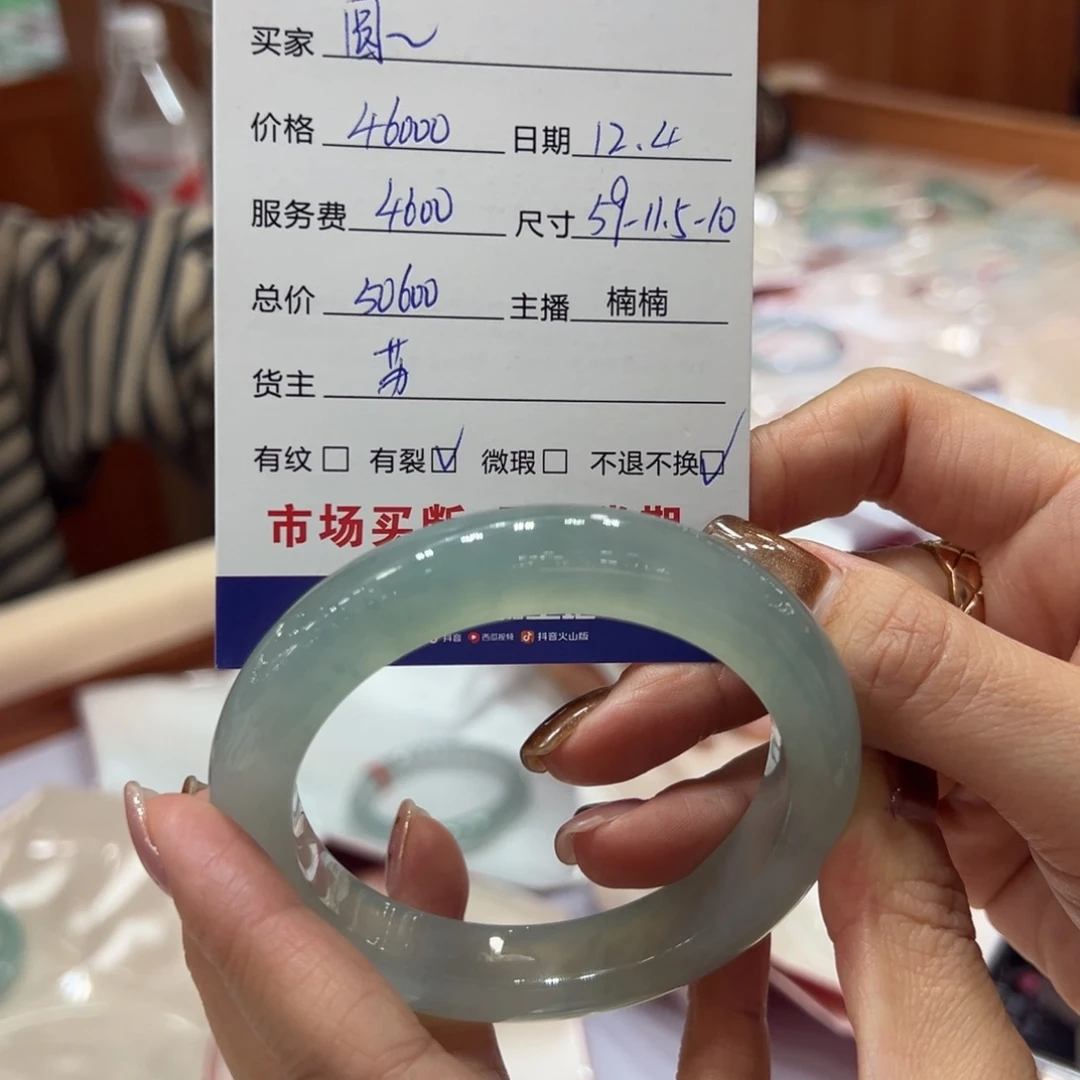 买家 圆~
价格 46000 日期 12.4
服务费 4600 尺寸 59-11.5-10
总价 50600 主播 楠楠
货主 苏
有纹□ 有裂☑ 微瑕□ 不退不换☑
市场买断
抖音 西瓜视频 抖音火山版